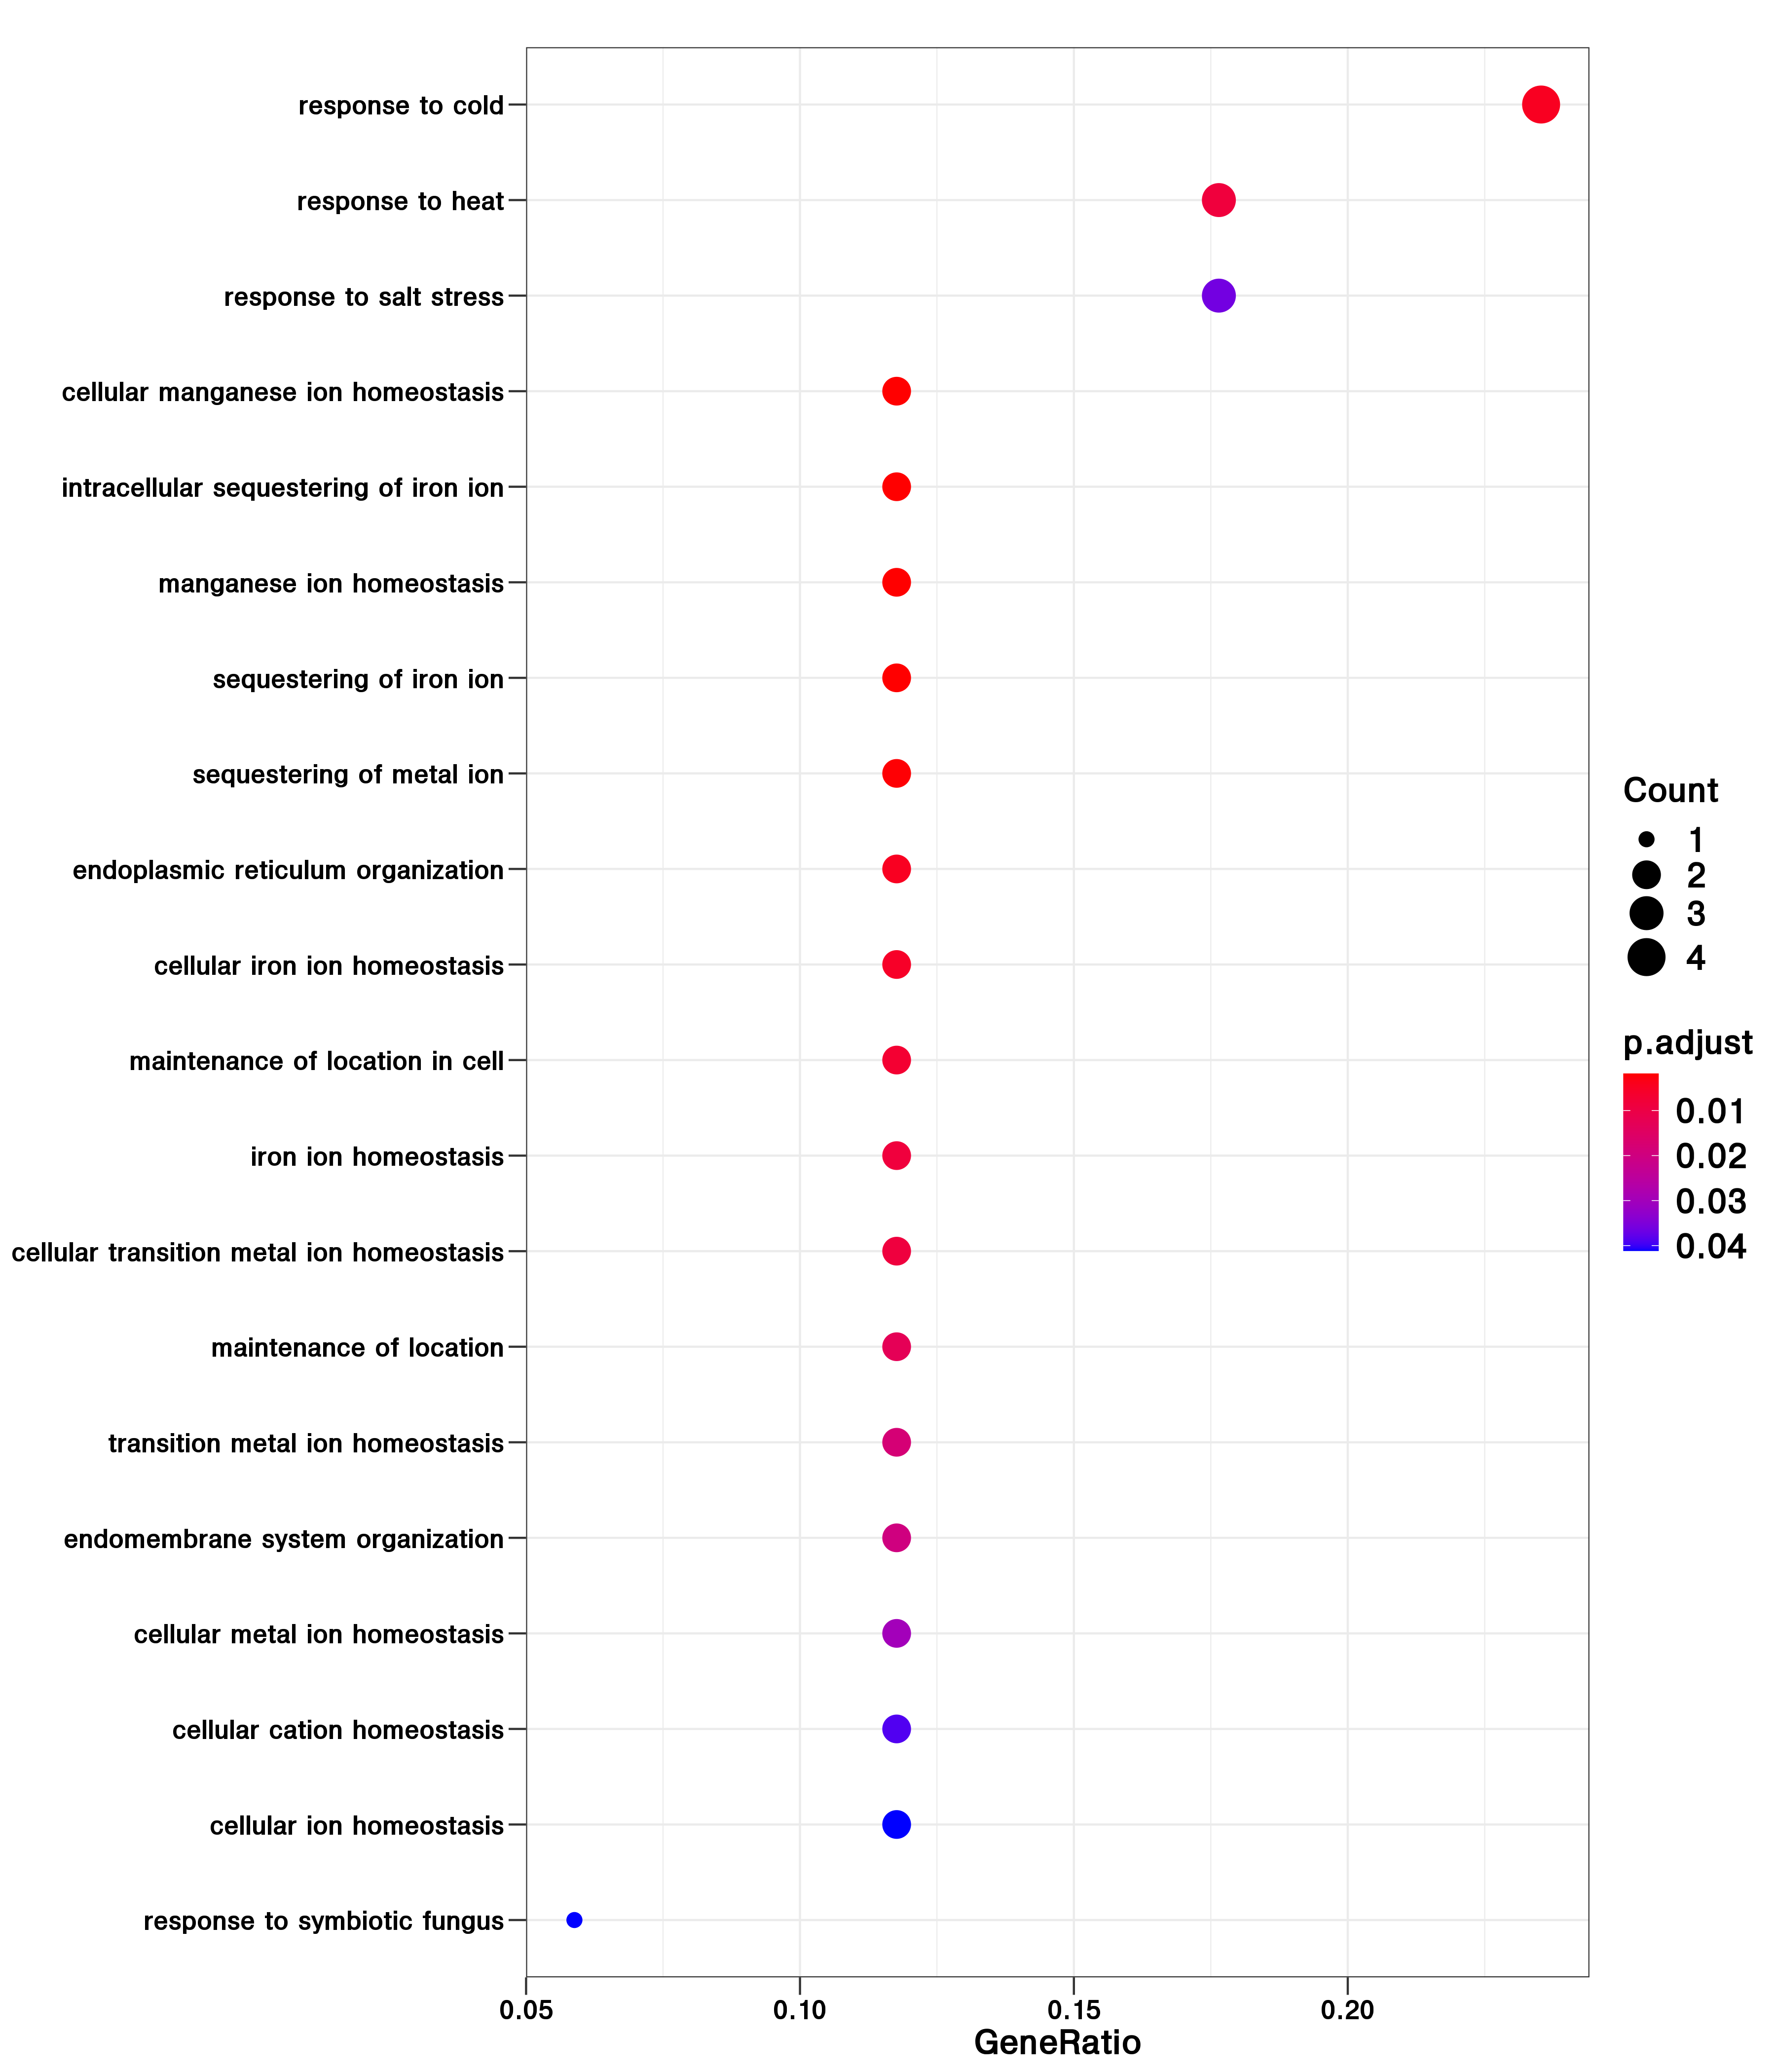 response to cold
response to heat
response to salt stress
cellular manganese ion homeostasis
intracellular sequestering of iron ion
manganese ion homeostasis
sequestering of iron ion
sequestering of metal ion
endoplasmic reticulum organization
cellular iron ion homeostasis
maintenance of location in cell
iron ion homeostasis
cellular transition metal ion homeostasis
maintenance of location
transition metal ion homeostasis
endomembrane system organization
cellular metal ion homeostasis
cellular cation homeostasis
cellular ion homeostasis
response to symbiotic fungus
0.05 0.10 0.15 0.20
GeneRatio
Count
1
2
3
4
p.adjust
0.01
0.02
0.03
0.04